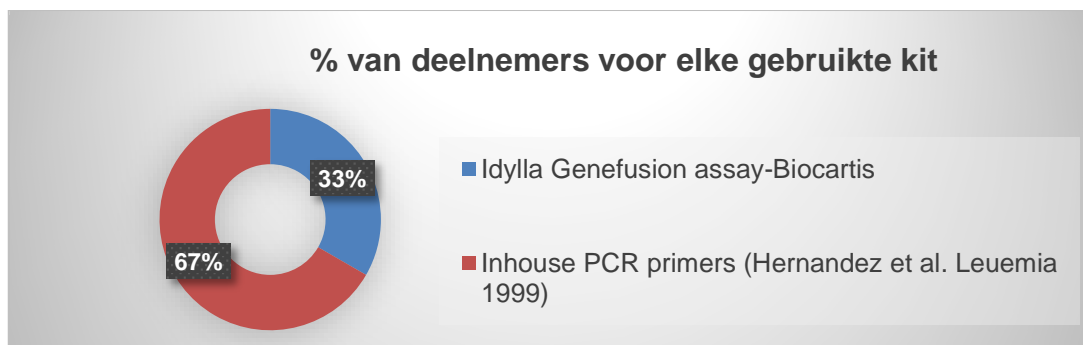 % van deelnemers voor elke gebruikte kit
33%
67%
Idylla Genefusion assay-Biocartis
Inhouse PCR primers (Hernandez et al. Leuemia
1999)